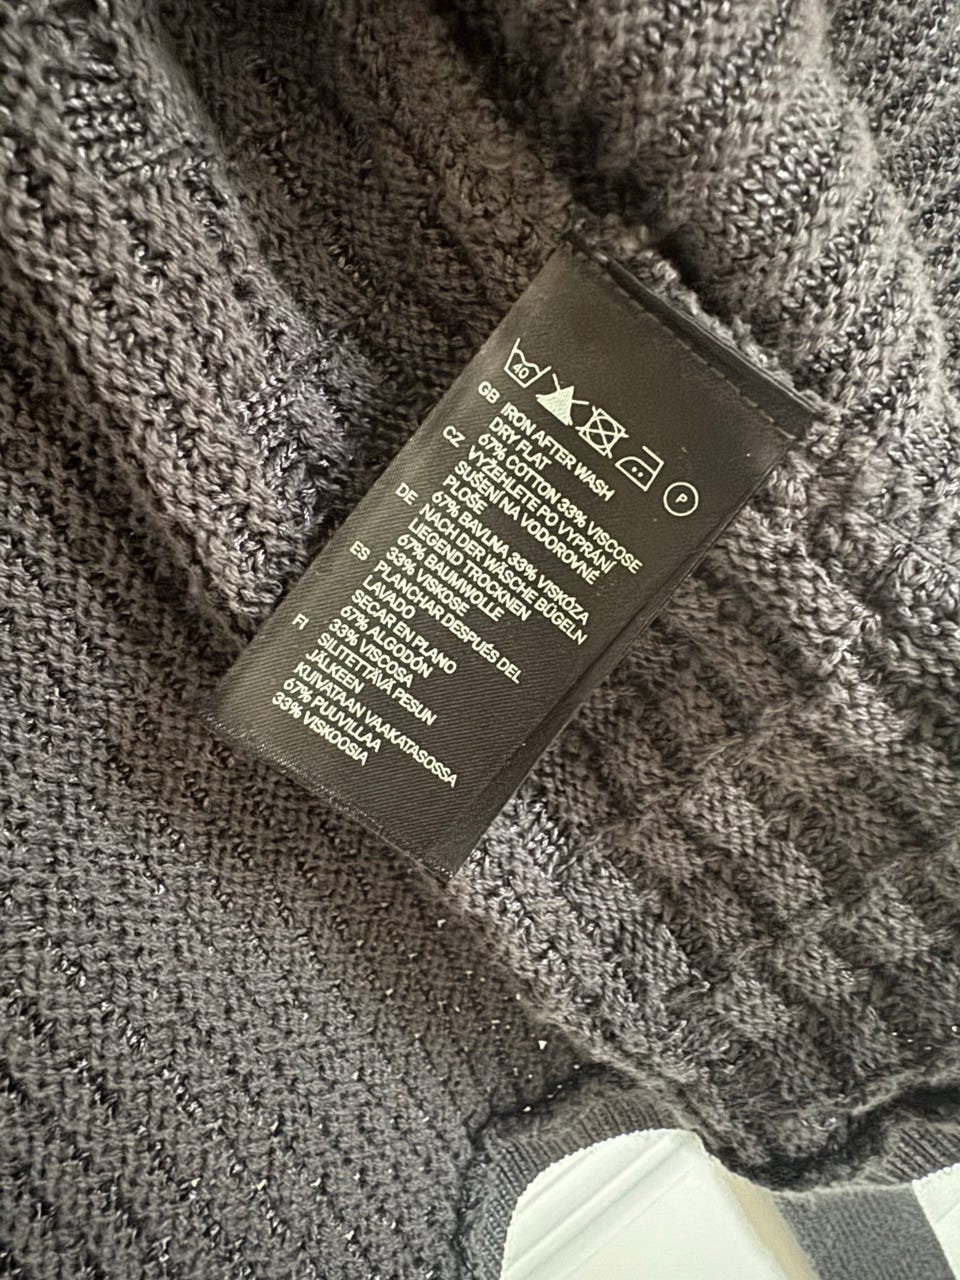 40 P
GB IRON AFTER WASH
DRY FLAT
67% COTTON 33% VISCOSE
CZ VYŽEHLETE PO VYPRÁNÍ
SUŠENÍ NA VODOROVNÉ
PLOŠE
67% BAVLNA 33% VISKÓZA
DE NACH DER WÄSCHE BÜGELN
LIEGEND TROCKNEN
67% BAUMWOLLE
33% VISKOSE
ES PLANCHAR DESPUÉS DEL
LAVADO
SECAR EN PLANO
67% ALGODÓN
33% VISCOSA
FI SILITETTÄVÄ PESUN
JÄLKEEN
KUIVATAAN VAAKATASOSSA
67% PUUVILLAA
33% VISKOOSIA